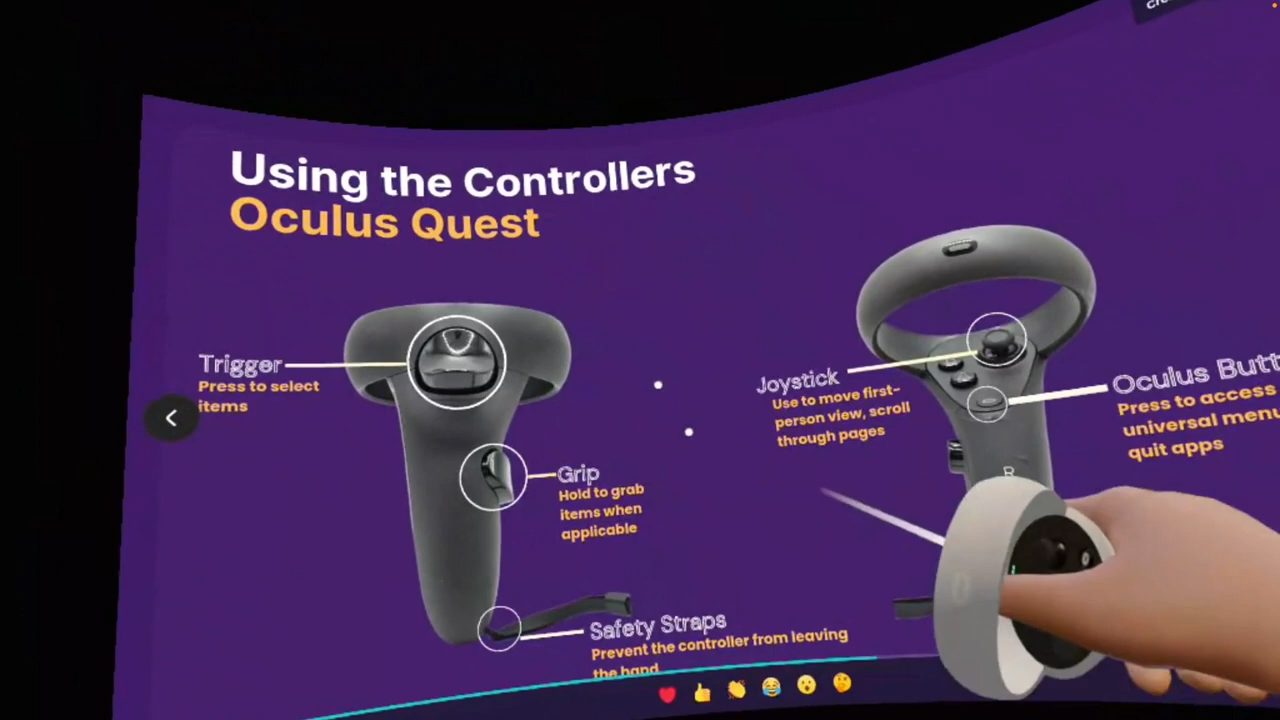 Using the Controllers
Oculus Quest
Trigger
Press to select
items
Grip
Hold to grab
items when
applicable
Safety Straps
Prevent the controller from leaving
the hand
Joystick
Use to move first-
person view, scroll
through pages
Oculus
Press to access
universal
quit apps
R